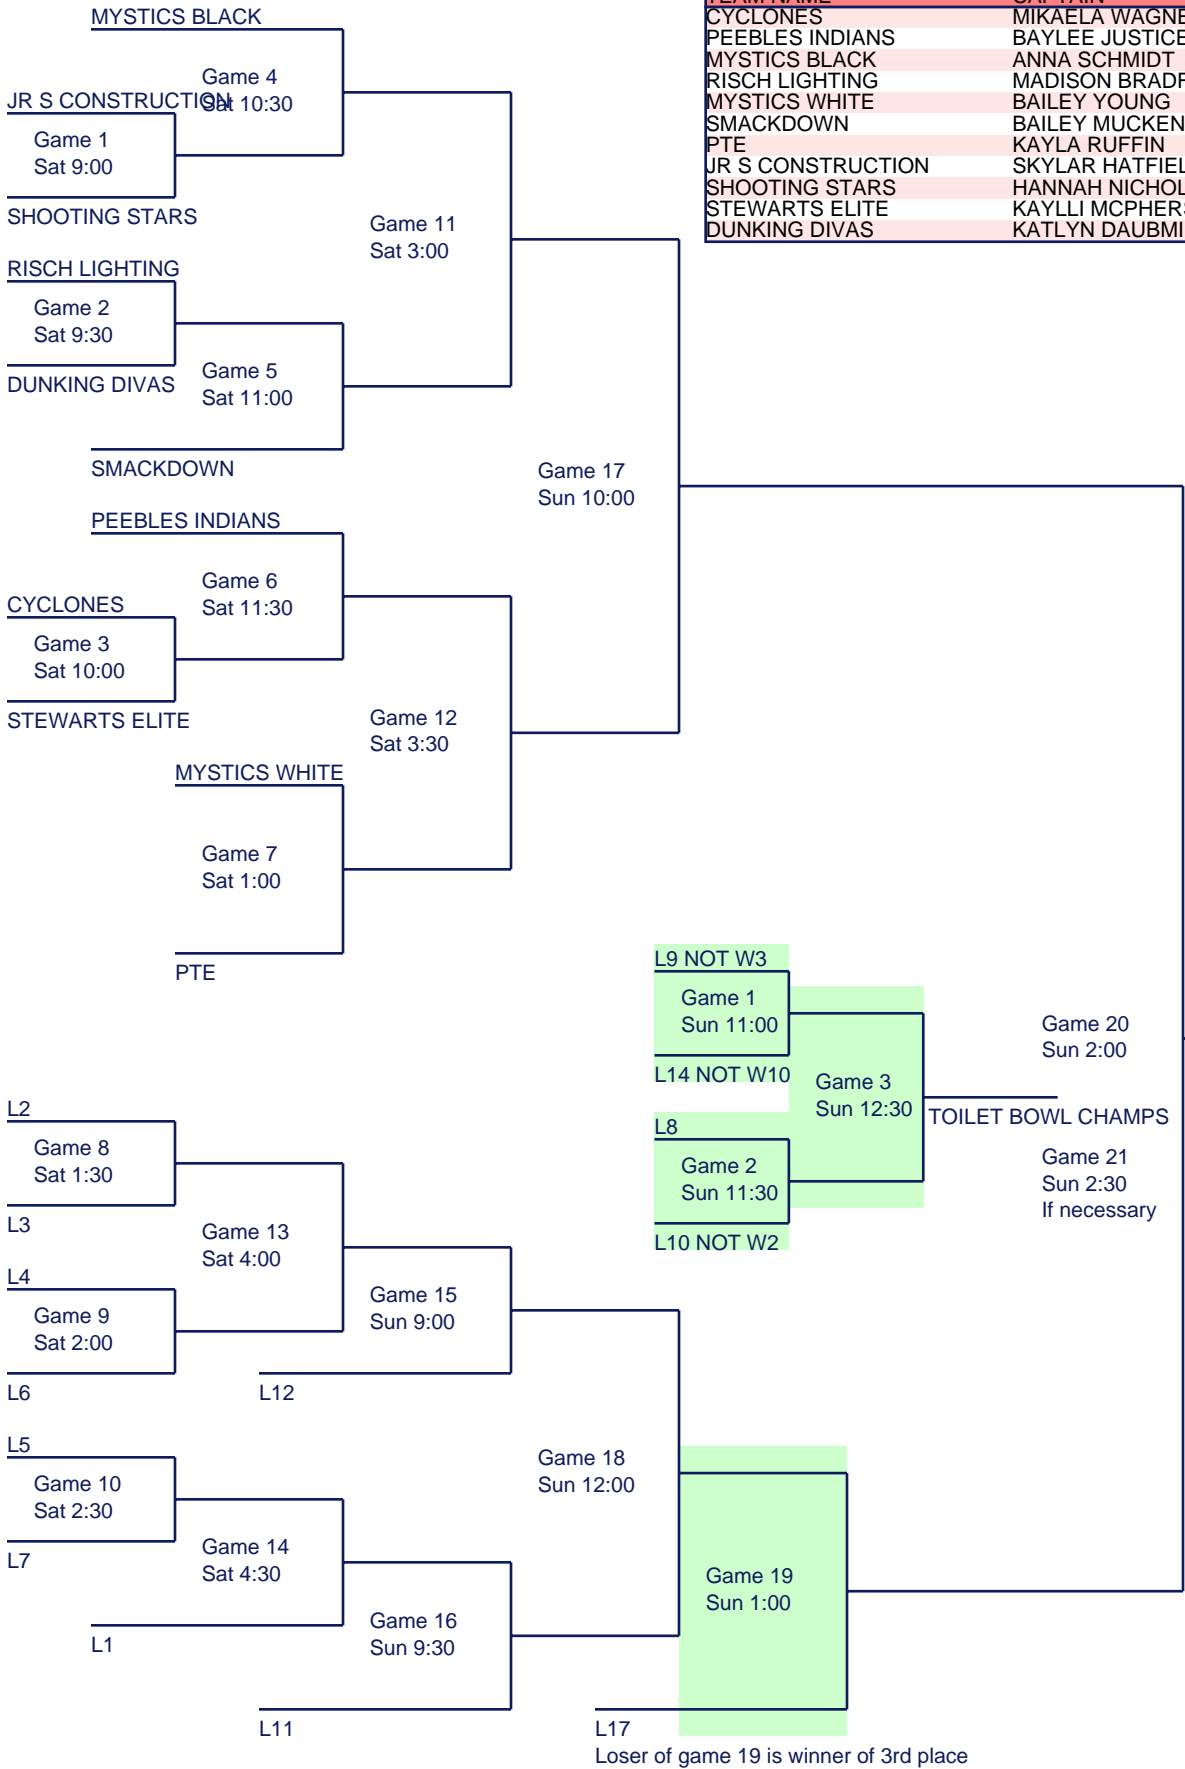 MYSTICS BLACK
Game 4
Sat 10:30
JR S CONSTRUCTION
Game 1
Sat 9:00
SHOOTING STARS
Game 11
Sat 3:00
RISCH LIGHTING
Game 2
Sat 9:30
DUNKING DIVAS
Game 5
Sat 11:00
SMACKDOWN
Game 17
Sun 10:00
PEEBLES INDIANS
Game 6
Sat 11:30
CYCLONES
Game 3
Sat 10:00
STEWARTS ELITE
Game 12
Sat 3:30
MYSTICS WHITE
Game 7
Sat 1:00
PTE
CYCLONES MIKAELA WAGNE
PEEBLES INDIANS BAYLEE JUSTICE
MYSTICS BLACK ANNA SCHMIDT
RISCH LIGHTING MADISON BRADF
MYSTICS WHITE BAILEY YOUNG
SMACKDOWN BAILEY MUCKEN
PTE KAYLA RUFFIN
JR S CONSTRUCTION SKYLAR HATFIEL
SHOOTING STARS HANNAH NICHOL
STEWARTS ELITE KAYLLI MCPHERS
DUNKING DIVAS KATLYN DAUBMI
L9 NOT W3
Game 1
Sun 11:00
L14 NOT W10
Game 3
Sun 12:30
L8
Game 2
Sun 11:30
L10 NOT W2
TOILET BOWL CHAMPS
Game 20
Sun 2:00
Game 21
Sun 2:30
If necessary
L2
Game 8
Sat 1:30
L3
Game 13
Sat 4:00
L4
Game 9
Sat 2:00
L6
Game 15
Sun 9:00
L12
L5
Game 10
Sat 2:30
L7
Game 14
Sat 4:30
L1
Game 16
Sun 9:30
L11
Game 18
Sun 12:00
Game 19
Sun 1:00
L17
Loser of game 19 is winner of 3rd place